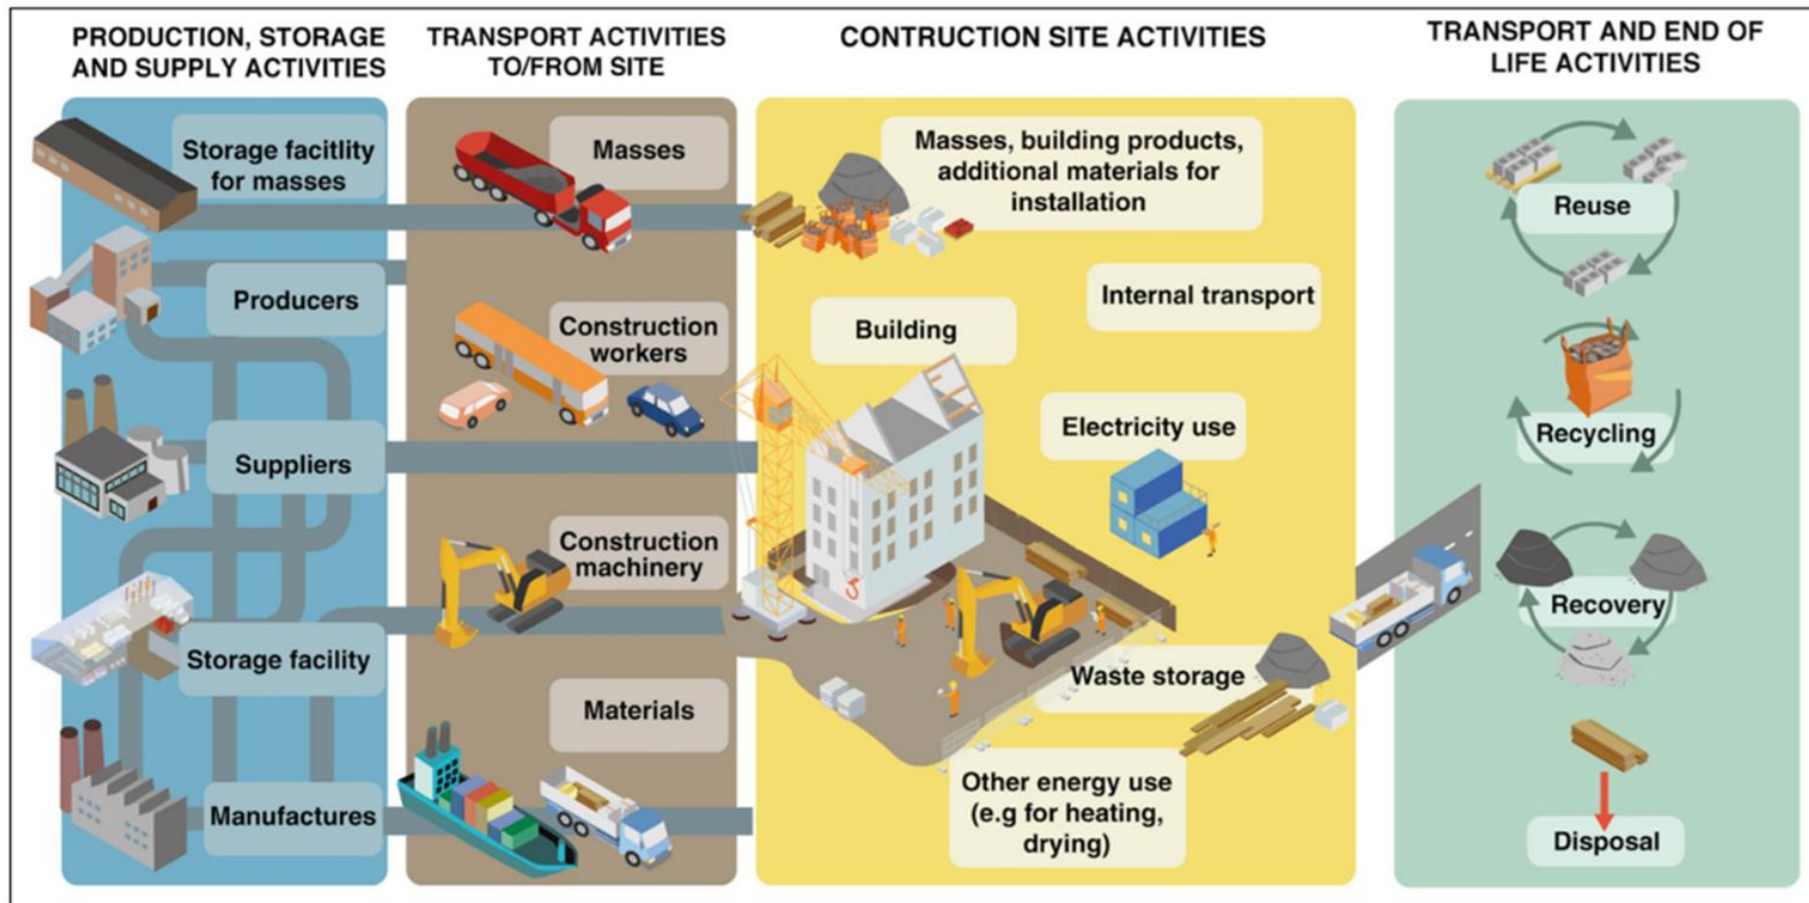 PRODUCTION, STORAGE
AND SUPPLY ACTIVITIES
Storage facitlity
for masses
Producers
Suppliers
Storage facility
Manufactures
TRANSPORT ACTIVITIES
TO/FROM SITE
Masses
Construction
workers
Construction
machinery
Materials
CONTRUCTION SITE ACTIVITIES
Masses, building products,
additional materials for
installation
Internal transport
Building
Electricity use
Waste storage
Other energy use
(e.g for heating,
drying)
TRANSPORT AND END OF
LIFE ACTIVITIES
Reuse
Recycling
Recovery
Disposal